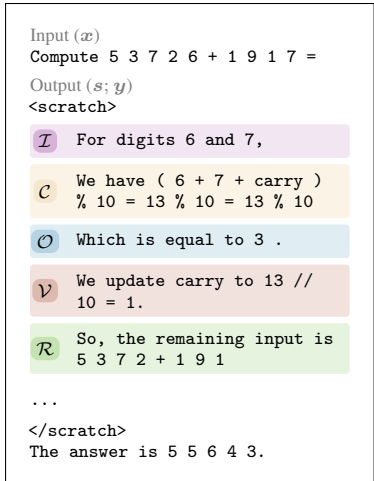 Input (x)
Compute 5 3 7 2 6 + 1 9 1 7 =
Output (s; y)
<scratch>
I For digits 6 and 7,
C We have ( 6 + 7 + carry )
% 10 = 13 % 10 = 13 % 10
O Which is equal to 3 .
V We update carry to 13 //
10 = 1.
R So, the remaining input is
5 3 7 2 + 1 9 1
...
</scratch>
The answer is 5 5 6 4 3.